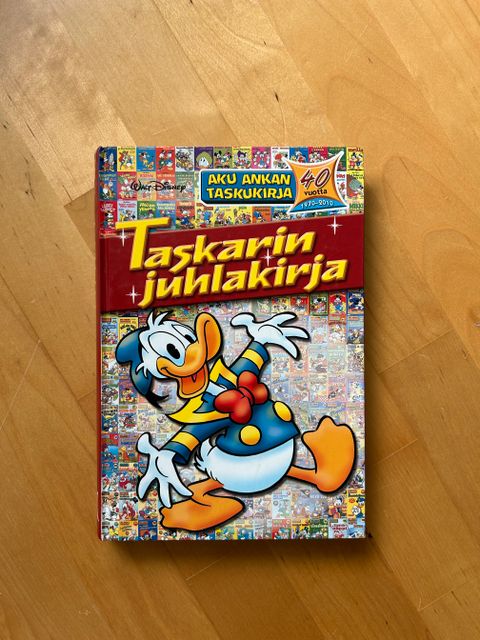 Walt Disney
AKU ANKAN
TASKUKIRJA
40
vuotta
1970-2010
Taskarin
juhlakirja